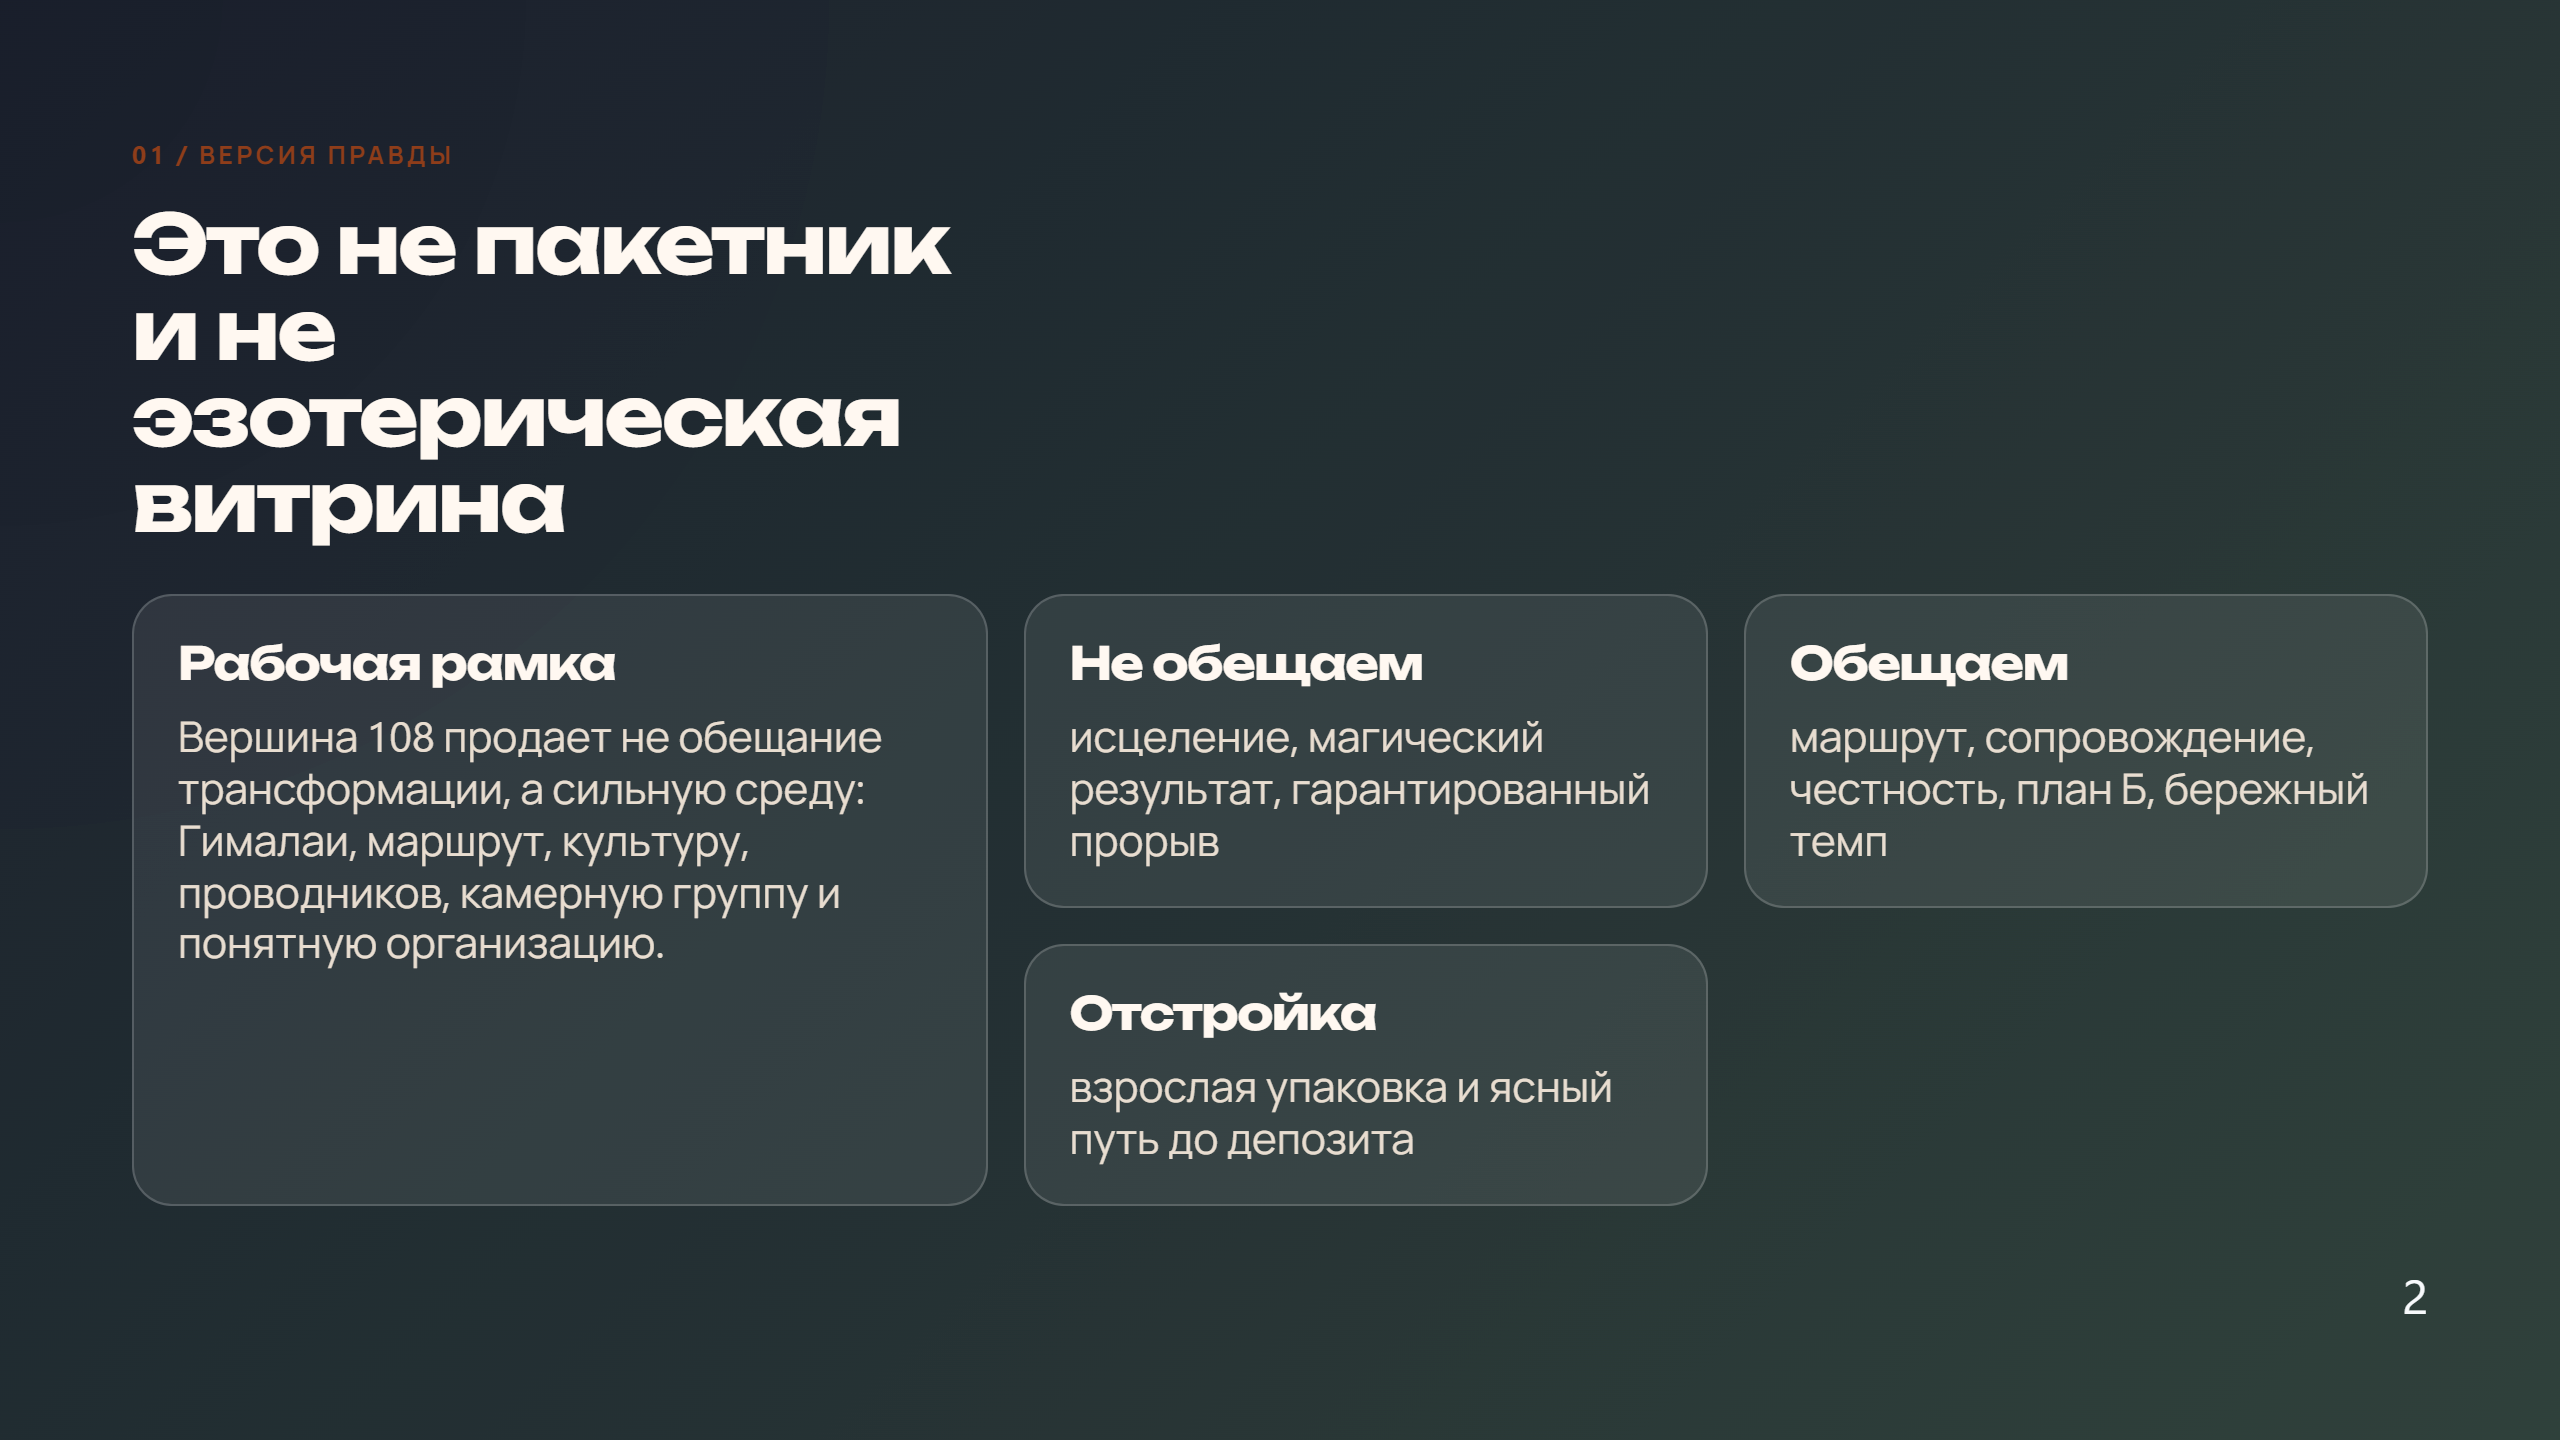 01 / ВЕРСИЯ ПРАВДЫ
Это не пакетник
и не
эзотерическая
витрина
Рабочая рамка
Вершина 108 продает не обещание
трансформации, а сильную среду:
Гималаи, маршрут, культуру,
проводников, камерную группу и
понятную организацию.
Не обещаем
исцеление, магический
результат, гарантированный
прорыв
Обещаем
маршрут, сопровождение,
честность, план Б, бережный
темп
Отстройка
взрослая упаковка и ясный
путь до депозита
2